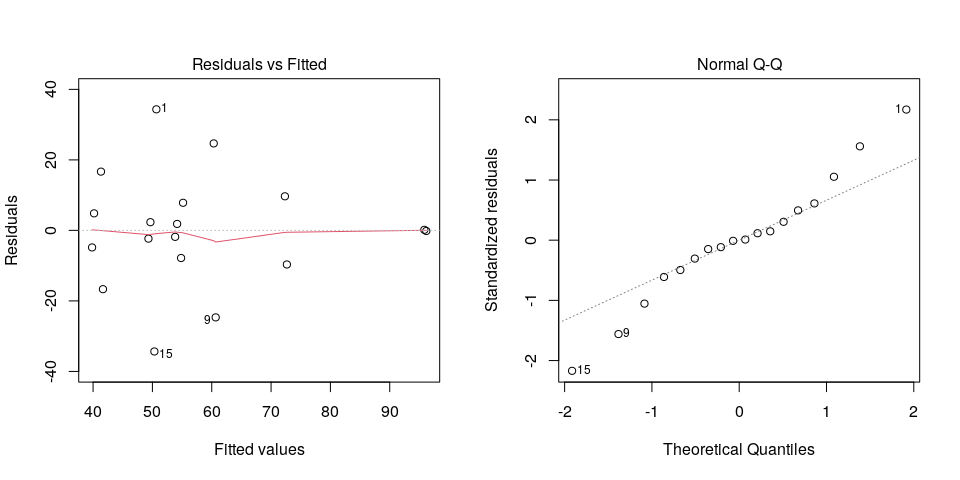 Residuals vs Fitted
Residuals
40
20
0
-20
-40
1
9
15
40 50 60 70 80 90
Fitted values
Normal Q-Q
Standardized residuals
2
1
0
-1
-2
1
9
15
-2 -1 0 1 2
Theoretical Quantiles